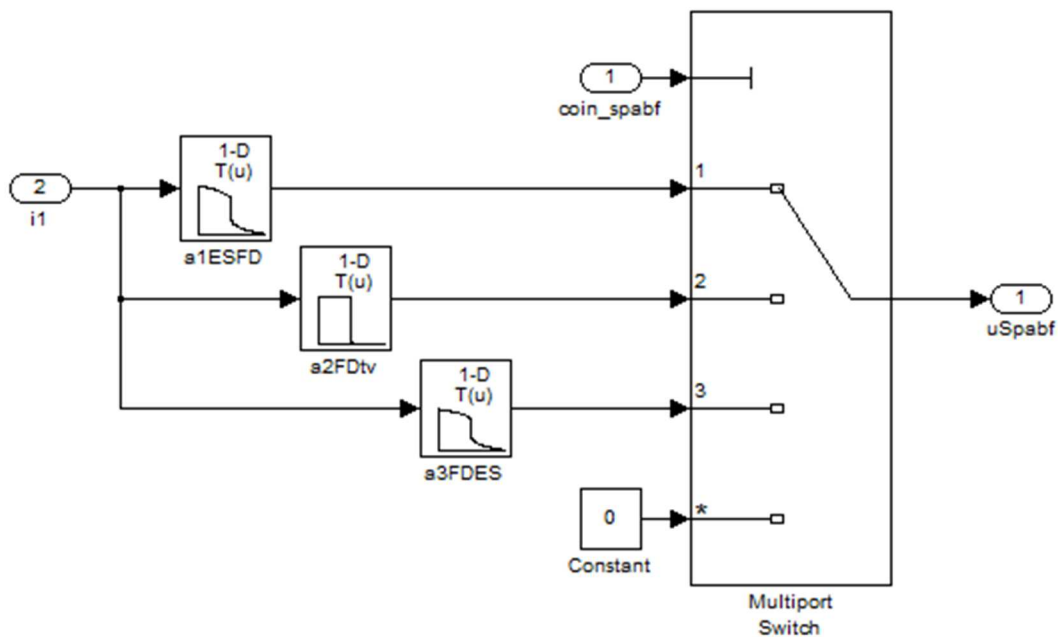 1
coin_spabf
1-D
T(u)
2
i1
a1ESFD
1
1-D
T(u)
a2FDtv
2
1
uSpabf
1-D
T(u)
a3FDES
3
0
Constant
*
Multiport
Switch